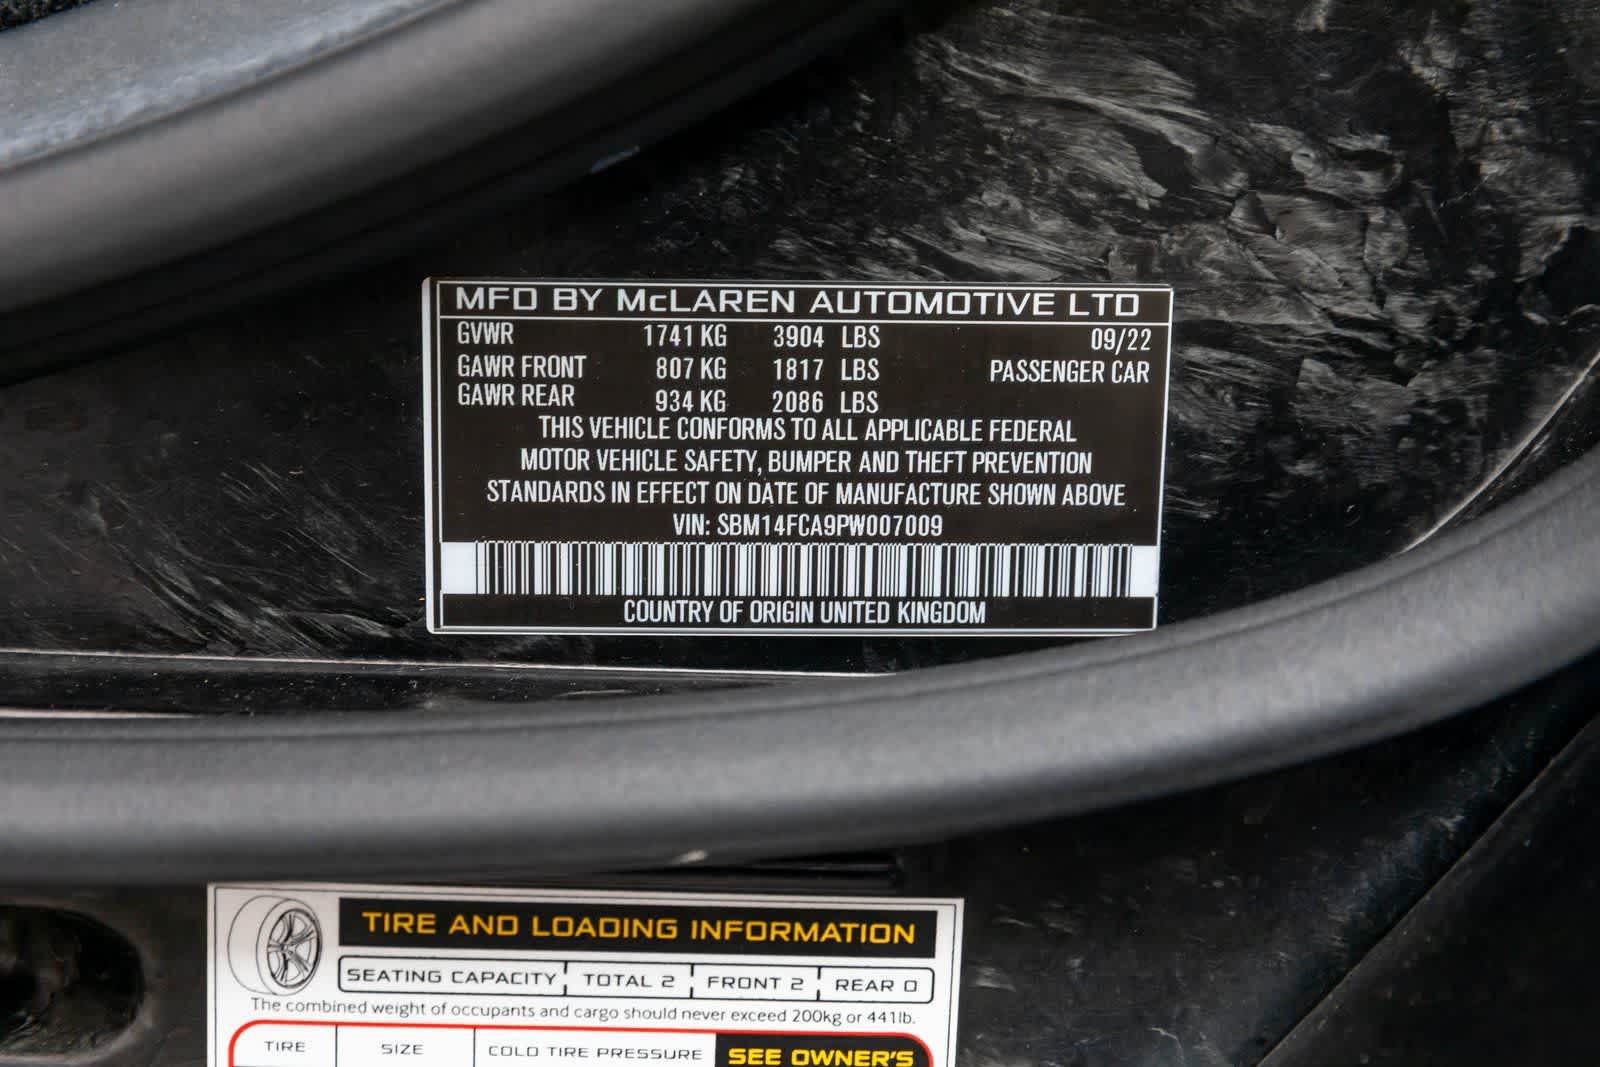 MFD BY McLAREN AUTOMOTIVE LTD
GVWR 1741 KG 3904 LBS 09/22
GAWR FRONT 807 KG 1817 LBS PASSENGER CAR
GAWR REAR 934 KG 2086 LBS
THIS VEHICLE CONFORMS TO ALL APPLICABLE FEDERAL
MOTOR VEHICLE SAFETY, BUMPER AND THEFT PREVENTION
STANDARDS IN EFFECT ON DATE OF MANUFACTURE SHOWN ABOVE
VIN: SBM14FCA9PW007009
COUNTRY OF ORIGIN UNITED KINGDOM
TIRE AND LOADING INFORMATION
SEATING CAPACITY TOTAL 2 FRONT 2 REAR 0
The combined weight of occupants and cargo should never exceed 200kg or 441lb.
TIRE SIZE COLD TIRE PRESSURE SEE OWNER'S